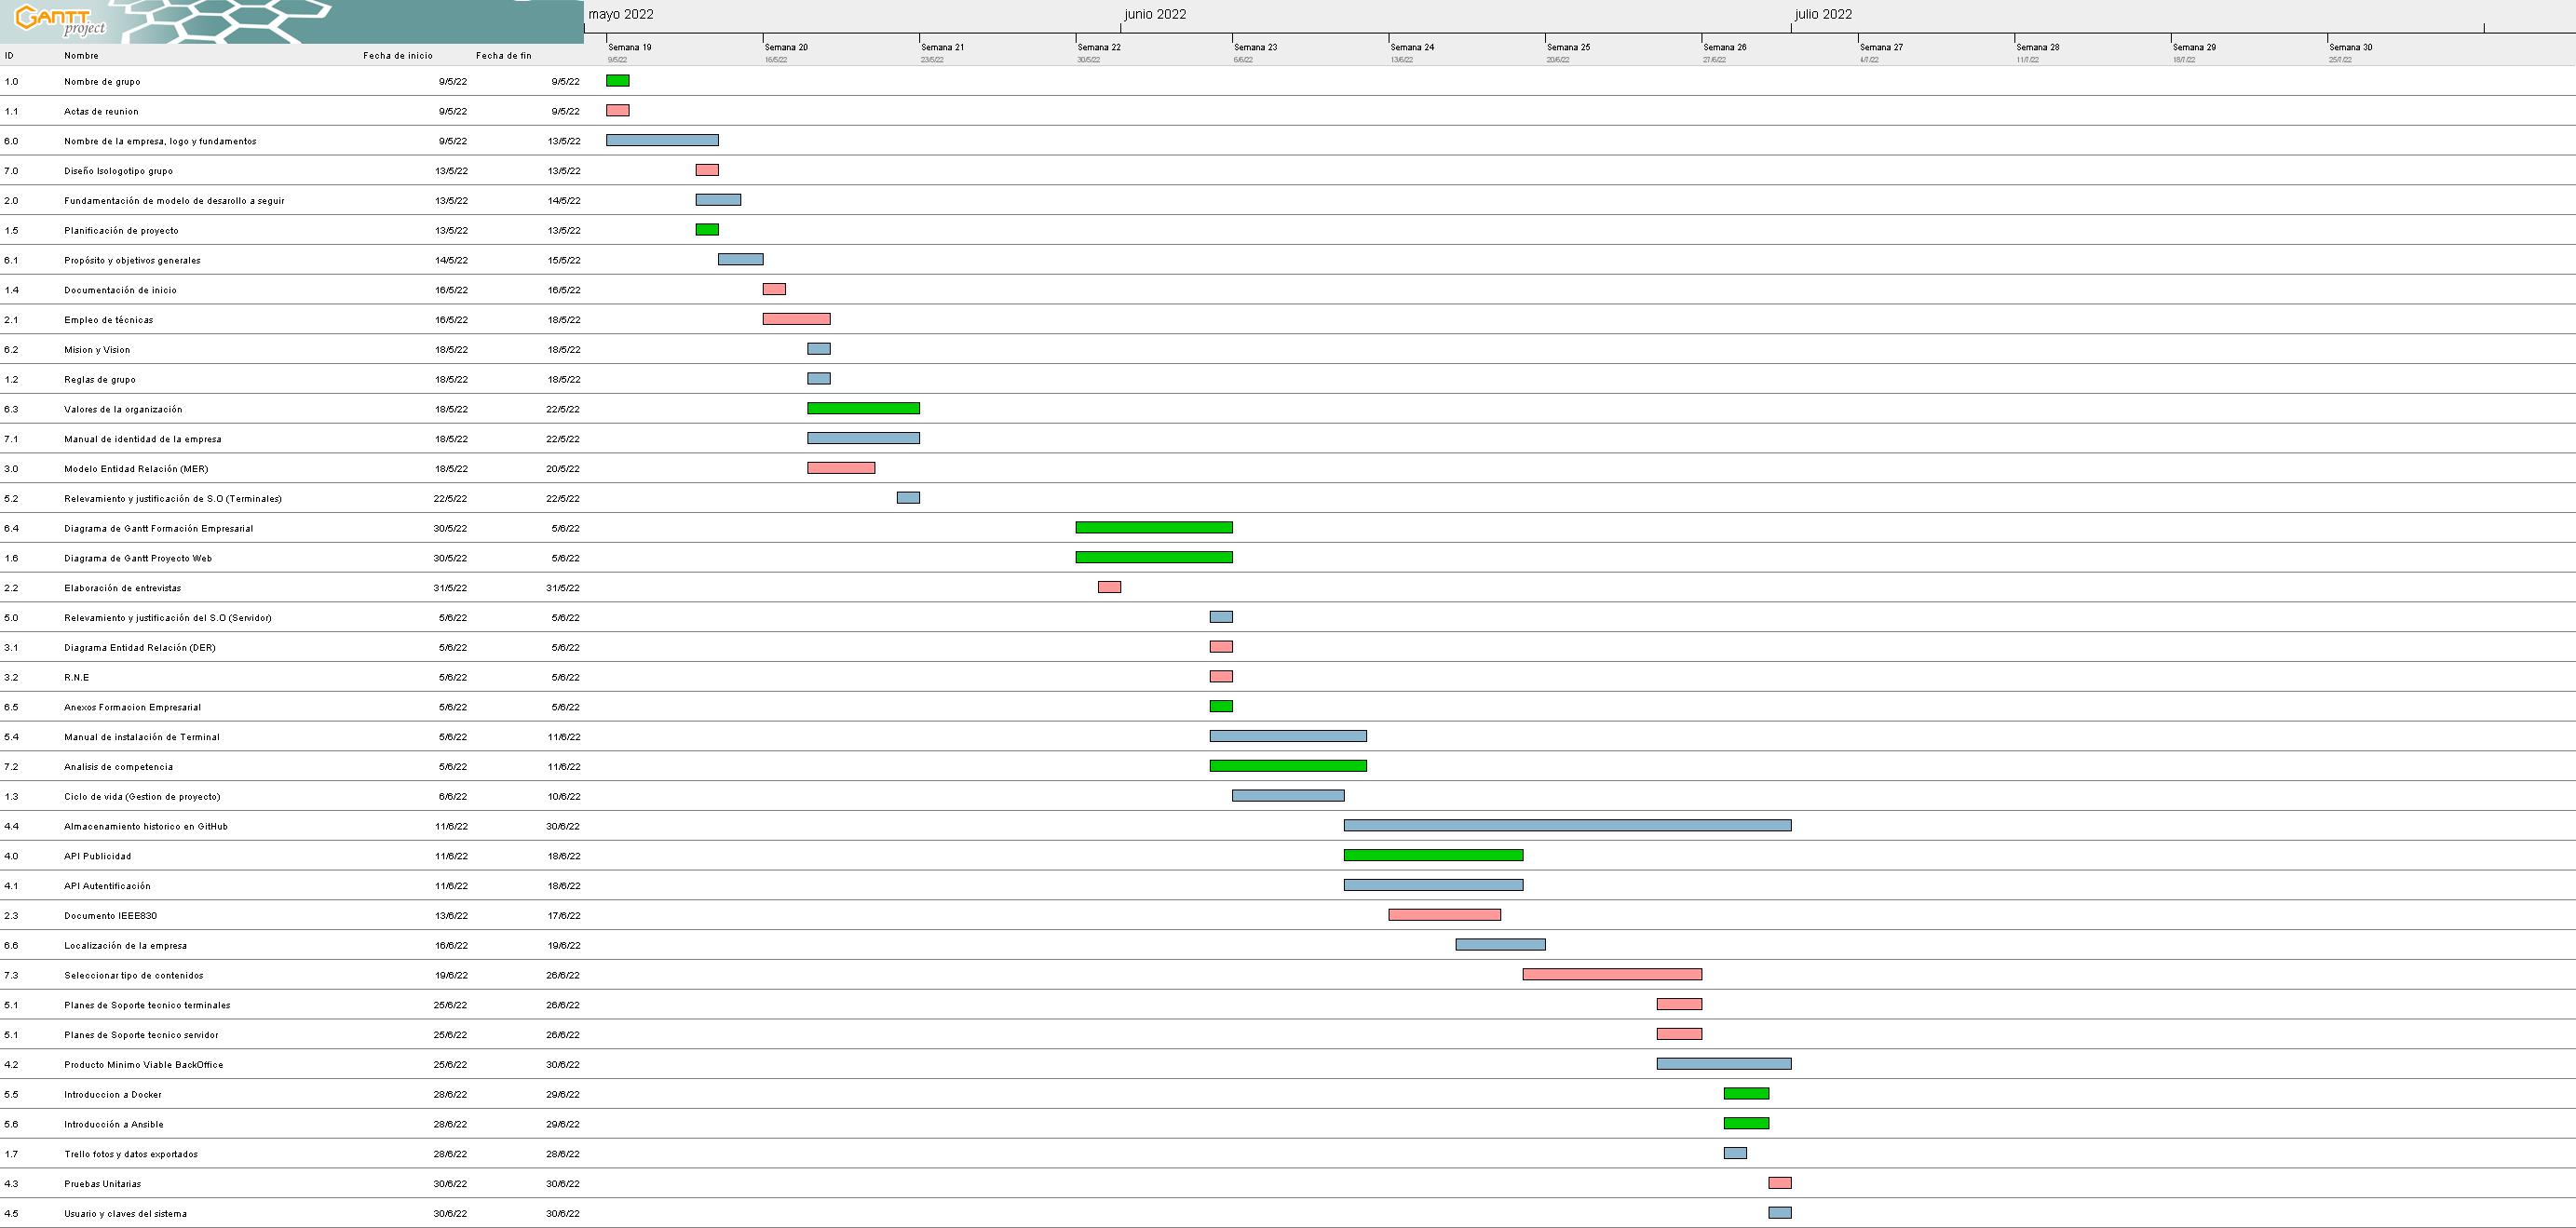 GANTT project
mayo 2022 junio 2022 julio 2022
Semana 19 Semana 20 Semana 21 Semana 22 Semana 23 Semana 24 Semana 25 Semana 26 Semana 27 Semana 28 Semana 29 Semana 30
ID Nombre Fecha de inicio Fecha de fin
9/5/22 16/5/22 23/5/22 30/5/22 6/6/22 13/6/22 20/6/22 27/6/22 4/7/22 11/7/22 18/7/22 25/7/22
1.0 Nombre de grupo 9/5/22 9/5/22
1.1 Actas de reunion 9/5/22 9/5/22
6.0 Nombre de la empresa, logo y fundamentos 9/5/22 13/5/22
7.0 Diseño Isologotipo grupo 13/5/22 13/5/22
2.0 Fundamentación de modelo de desarollo a seguir 13/5/22 14/5/22
1.5 Planificación de proyecto 13/5/22 13/5/22
6.1 Propósito y objetivos generales 14/5/22 15/5/22
1.4 Documentación de inicio 16/5/22 16/5/22
2.1 Empleo de técnicas 16/5/22 18/5/22
6.2 Mision y Vision 18/5/22 18/5/22
1.2 Reglas de grupo 18/5/22 18/5/22
6.3 Valores de la organización 18/5/22 22/5/22
7.1 Manual de identidad de la empresa 18/5/22 22/5/22
3.0 Modelo Entidad Relación (MER) 18/5/22 20/5/22
5.2 Relevamiento y justificación de S.O (Terminales) 22/5/22 22/5/22
6.4 Diagrama de Gantt Formación Empresarial 30/5/22 5/6/22
1.6 Diagrama de Gantt Proyecto Web 30/5/22 5/6/22
2.2 Elaboración de entrevistas 31/5/22 31/5/22
5.0 Relevamiento y justificación del S.O (Servidor) 5/6/22 5/6/22
3.1 Diagrama Entidad Relación (DER) 5/6/22 5/6/22
3.2 R.N.E 5/6/22 5/6/22
6.5 Anexos Formacion Empresarial 5/6/22 5/6/22
5.4 Manual de instalación de Terminal 5/6/22 11/6/22
7.2 Analisis de competencia 5/6/22 11/6/22
1.3 Ciclo de vida (Gestion de proyecto) 6/6/22 10/6/22
4.4 Almacenamiento historico en GitHub 11/6/22 30/6/22
4.0 API Publicidad 11/6/22 18/6/22
4.1 API Autentificación 11/6/22 18/6/22
2.3 Documento IEEE830 13/6/22 17/6/22
6.6 Localización de la empresa 16/6/22 19/6/22
7.3 Seleccionar tipo de contenidos 19/6/22 26/6/22
5.1 Planes de Soporte tecnico terminales 25/6/22 26/6/22
5.1 Planes de Soporte tecnico servidor 25/6/22 26/6/22
4.2 Producto Minimo Viable BackOffice 25/6/22 30/6/22
5.5 Introduccion a Docker 28/6/22 29/6/22
5.6 Introducción a Ansible 28/6/22 29/6/22
1.7 Trello fotos y datos exportados 28/6/22 28/6/22
4.3 Pruebas Unitarias 30/6/22 30/6/22
4.5 Usuario y claves del sistema 30/6/22 30/6/22